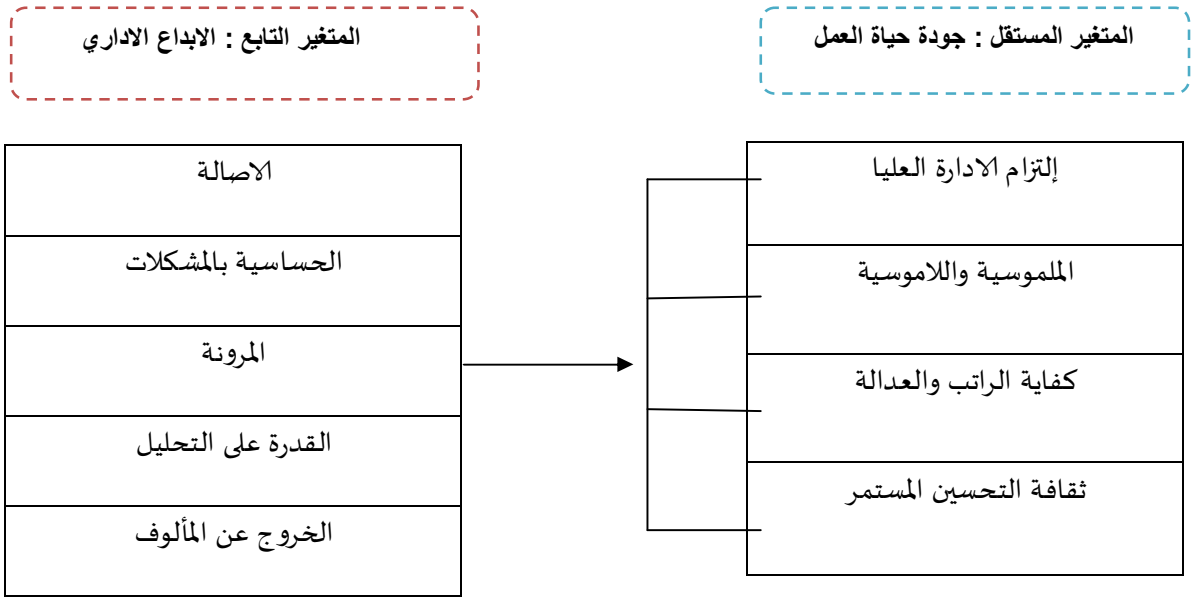 المتغير المستقل : جودة حياة العمل
المتغير التابع : الابداع الاداري
إلتزام الادارة العليا
الملموسية واللاموسية
كفاية الراتب والعدالة
ثقافة التحسين المستمر
الاصالة
الحساسية بالمشكلات
المرونة
القدرة على التحليل
الخروج عن المألوف